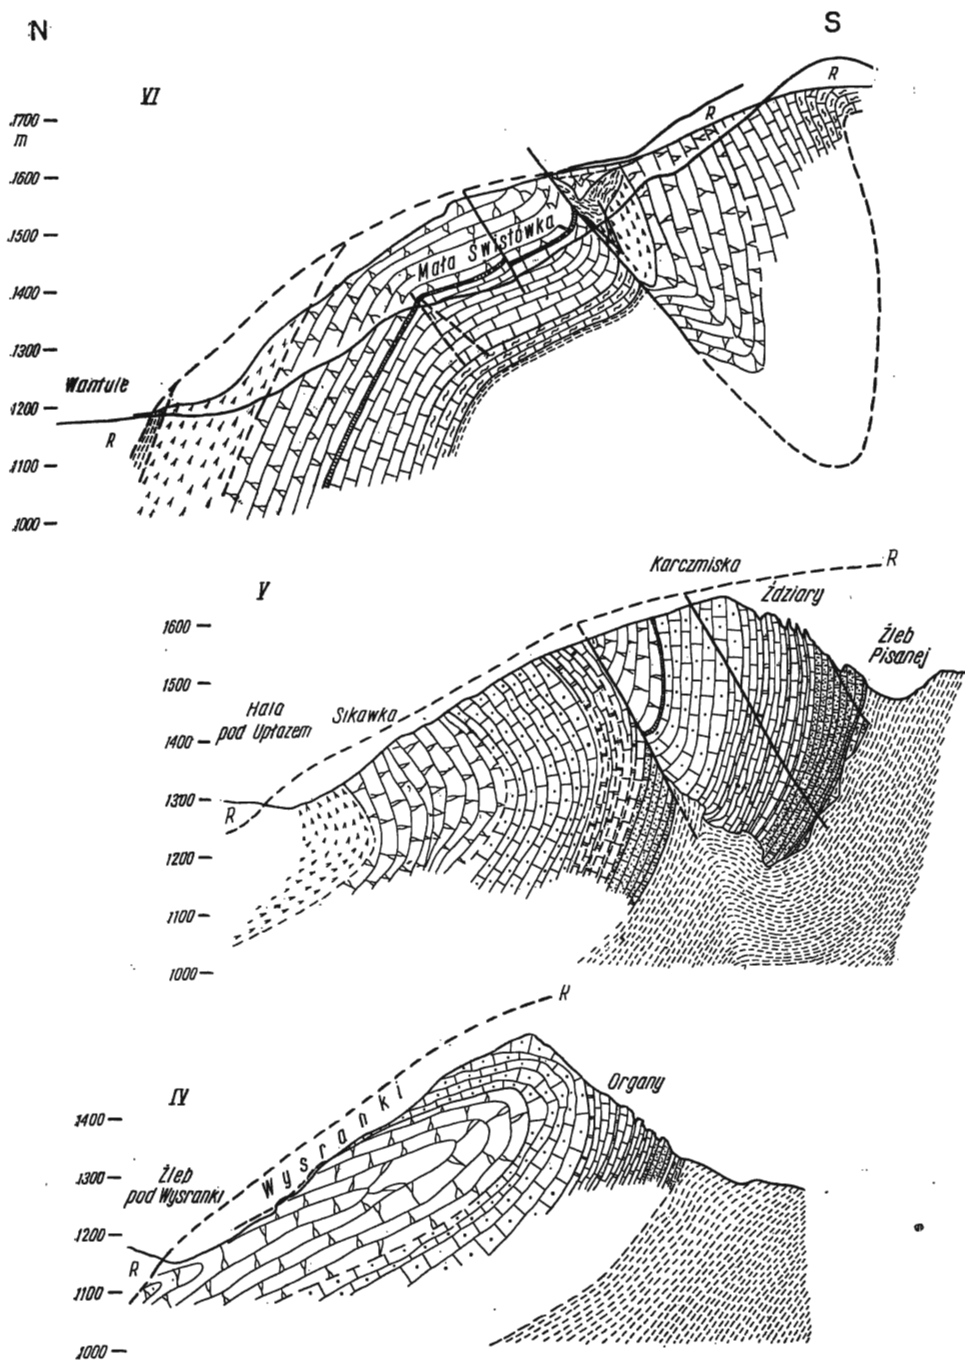 N
S
VI
R
1700
m
R
1600
1500
Mała Świstówka
1400
1300
Wantule
1200
R
1100
1000
Karczmiska
R
V
Ździary
1600
Żleb
Pisanej
1500
Hala
pod Upłazem
Sikawka
1400
1300
R
1200
1100
1000
R
Wysranki
Organy
IV
1400
Żleb
pod Wysranki
1300
1200
R
1100
1000